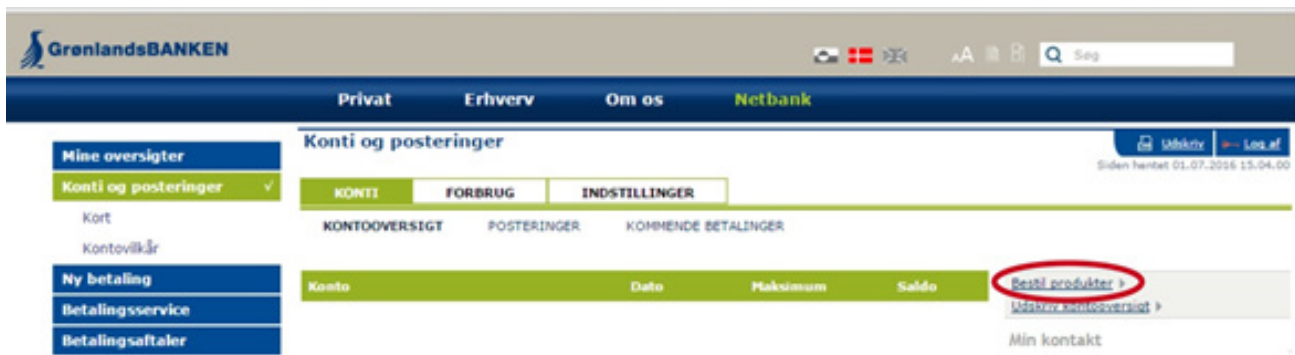 GrønlandsBANKEN
AA Søg
Privat Erhverv Om os Netbank
Konti og posteringer
Udskriv Log af
Siden hentet 01.07.2016 15.04.00
Mine oversigter
Konti og posteringer √
Kort
Kontovilkår
Ny betaling
Betalingsservice
Betalingsaftaler
KONTI FORBRUG INDSTILLINGER
KONTOOVERSIGT POSTERINGER KOMMENDE BETALINGER
Konto Dato Maksimum Saldo
Bestil produkter
Udskriv kontooversigt
Min kontakt